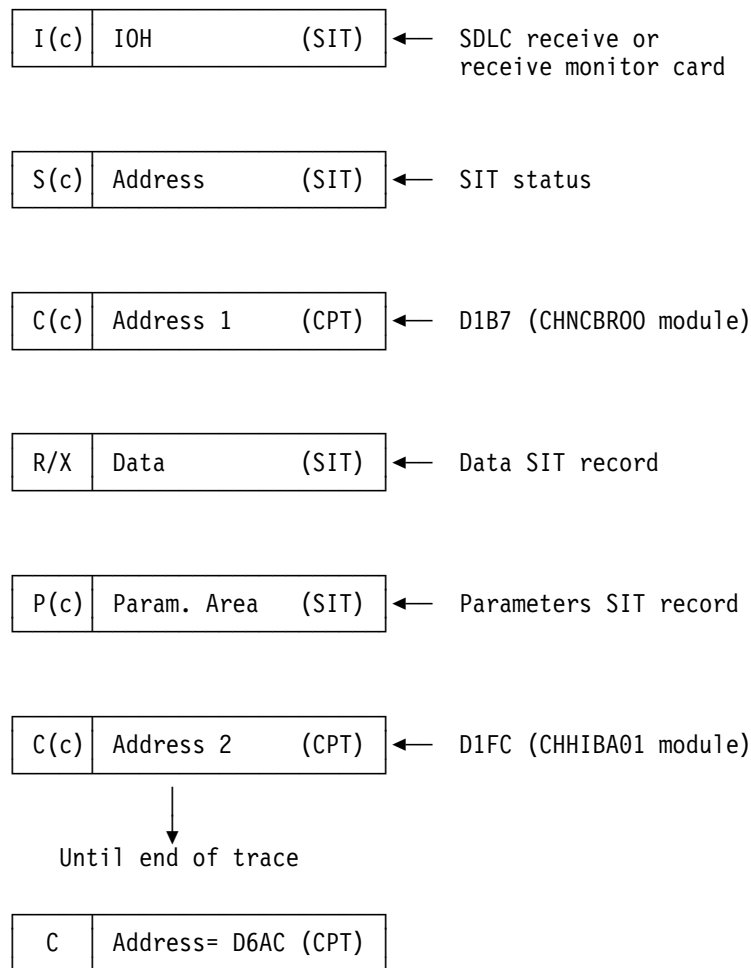 I(c) IOH (SIT) SDLC receive or
receive monitor card
S(c) Address (SIT) SIT status
C(c) Address 1 (CPT) D1B7 (CHNCBROO module)
R/X Data (SIT) Data SIT record
P(c) Param. Area (SIT) Parameters SIT record
C(c) Address 2 (CPT) D1FC (CHHIBA01 module)
Until end of trace
C Address= D6AC (CPT)